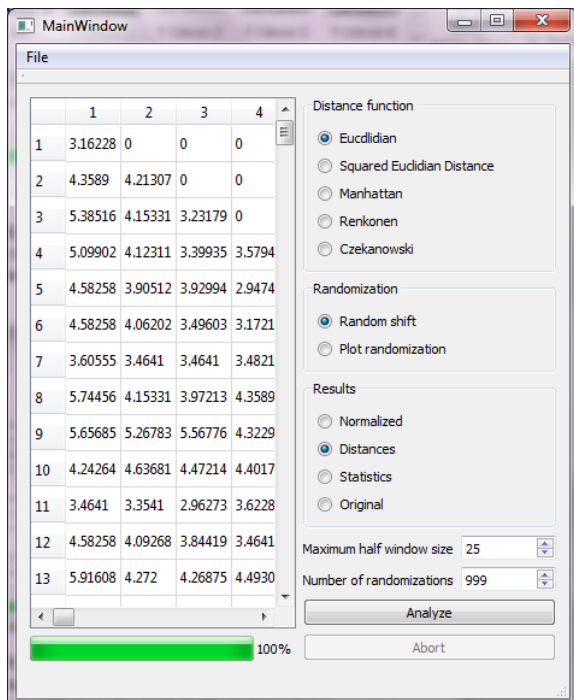 MainWindow
File
1 2 3 4
1 3.16228 0 0 0
2 4.3589 4.21307 0 0
3 5.38516 4.15331 3.23179 0
4 5.09902 4.12311 3.39935 3.5794
5 4.58258 3.90512 3.92994 2.9474
6 4.58258 4.06202 3.49603 3.1721
7 3.60555 3.4641 3.4641 3.4821
8 5.74456 4.15331 3.97213 4.3589
9 5.65685 5.26783 5.56776 4.3229
10 4.24264 4.63681 4.47214 4.4017
11 3.4641 3.3541 2.96273 3.6228
12 4.58258 4.09268 3.84419 3.4641
13 5.91608 4.272 4.26875 4.4930
100%
Distance function
Eucdlidian
Squared Euclidian Distance
Manhattan
Renkonen
Czekanowski
Randomization
Random shift
Plot randomization
Results
Normalized
Distances
Statistics
Original
Maximum half window size 25
Number of randomizations 999
Analyze
Abort